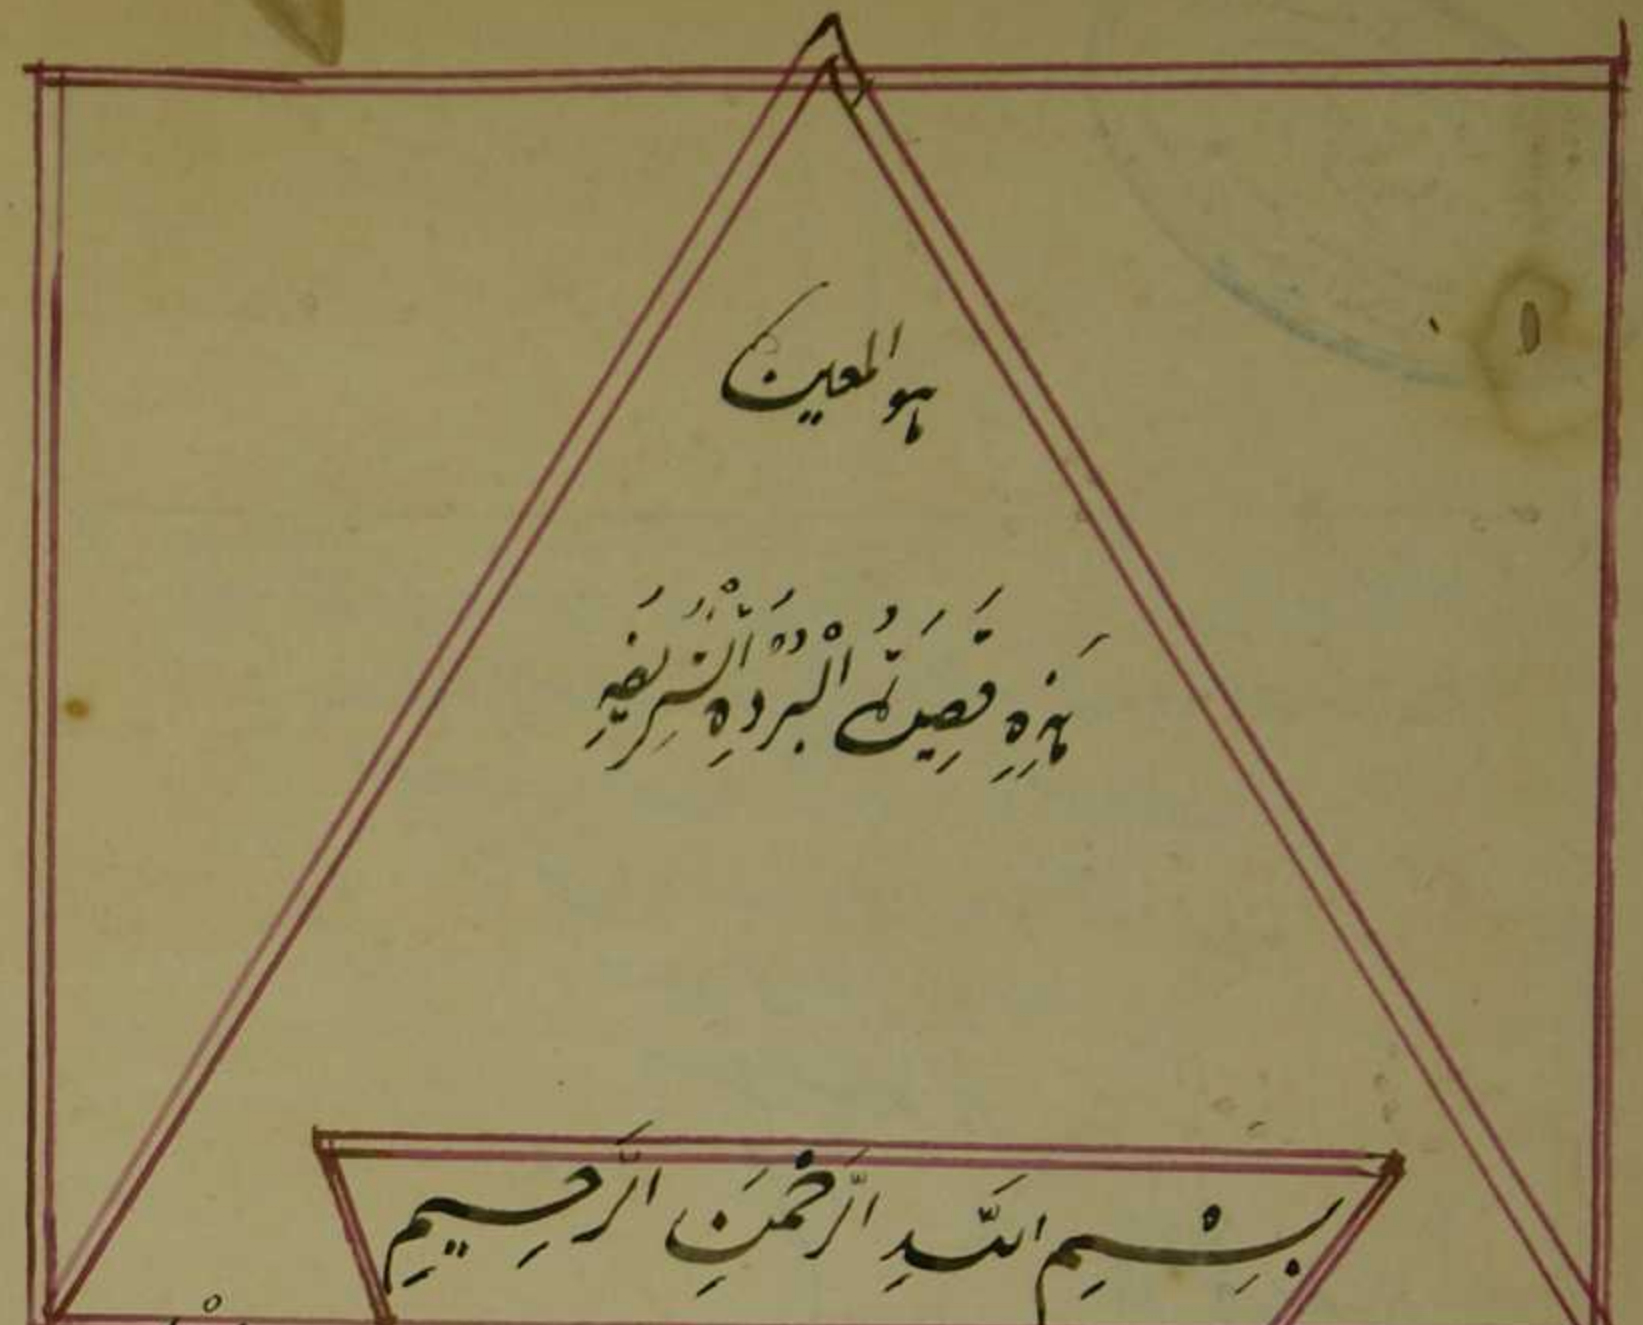 هو المعين
هَذِهِ قَصِيدَةُ الْبُرْدَةِ الشَّرِيفَةِ
بِسْمِ اللَّهِ الرَّحْمَنِ الرَّحِيمِ